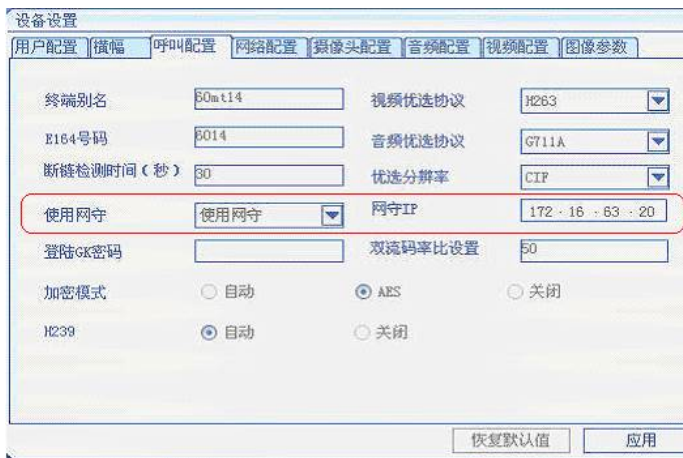 设备设置
用户配置 横幅 呼叫配置 网络配置 摄像头配置 音频配置 视频配置 图像参数
终端别名 60mt14 视频优选协议 H263
E164号码 6014 音频优选协议 G711A
断链检测时间(秒) 30 优选分辨率 CIF
使用网守 使用网守 网守IP 172 . 16 . 63 . 20
登陆GK密码 双流码率比设置 50
加密模式 自动 AES 关闭
H239 自动 关闭
恢复默认值 应用